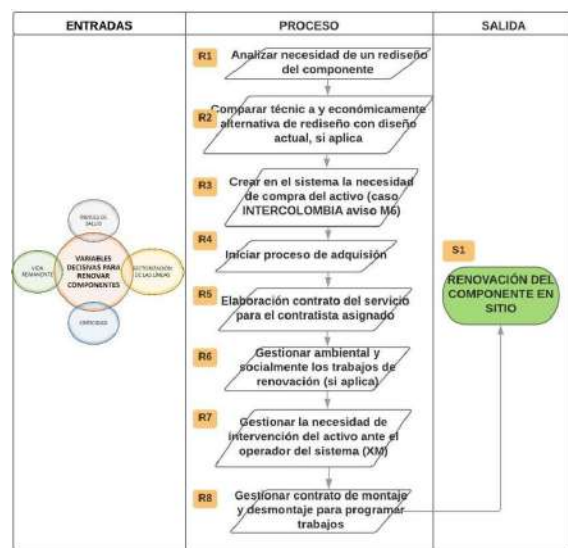 ENTRADAS
PROCESO
SALIDA
R1
Analizar necesidad de un rediseño
del componente
R2
Comparar técnic a y económicamente
alternativa de rediseño con diseño
actual, si aplica
R3
Crear en el sistema la necesidad
de compra del activo (caso
INTERCOLOMBIA aviso M6)
R4
Iniciar proceso de adquisión
R5
Elaboración contrato del servicio
para el contratista asignado
R6
Gestionar ambiental y
socialmente los trabajos de
renovación (si aplica)
R7
Gestionar la necesidad de
intervención del activo ante el
operador del sistema (XM)
R8
Gestionar contrato de montaje
y desmontaje para programar
trabajos
SALUD
VIDA
REMANENTE
VARIABLES
DECISIVAS PARA
RENOVAR
COMPONENTES
DE LAS LÍNEAS
CRITICIDAD
S1
RENOVACIÓN DEL
COMPONENTE EN
SITIO